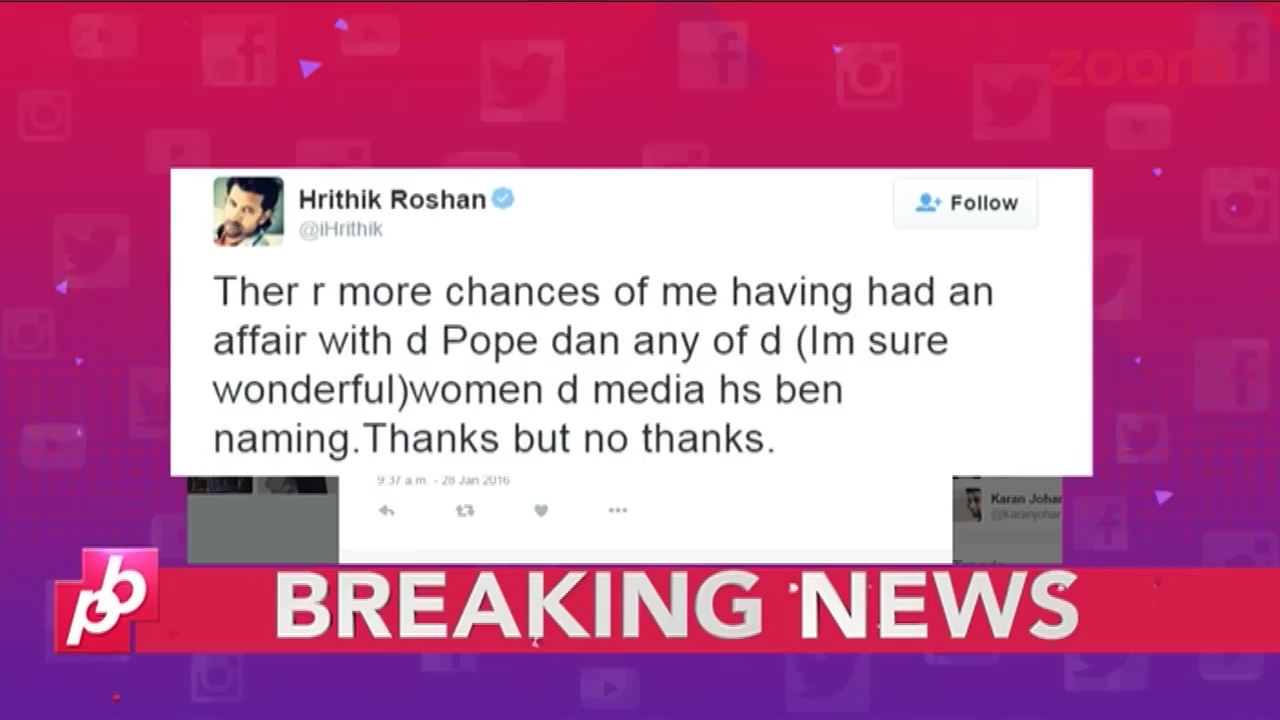 zoom
Hrithik Roshan
@iHrithik
Follow
Ther r more chances of me having had an
affair with d Pope dan any of d (Im sure
wonderful)women d media hs ben
naming.Thanks but no thanks.
9:37 a.m. - 28 Jan 2016
Karan Johar
@karanjohar
pb
BREAKING NEWS